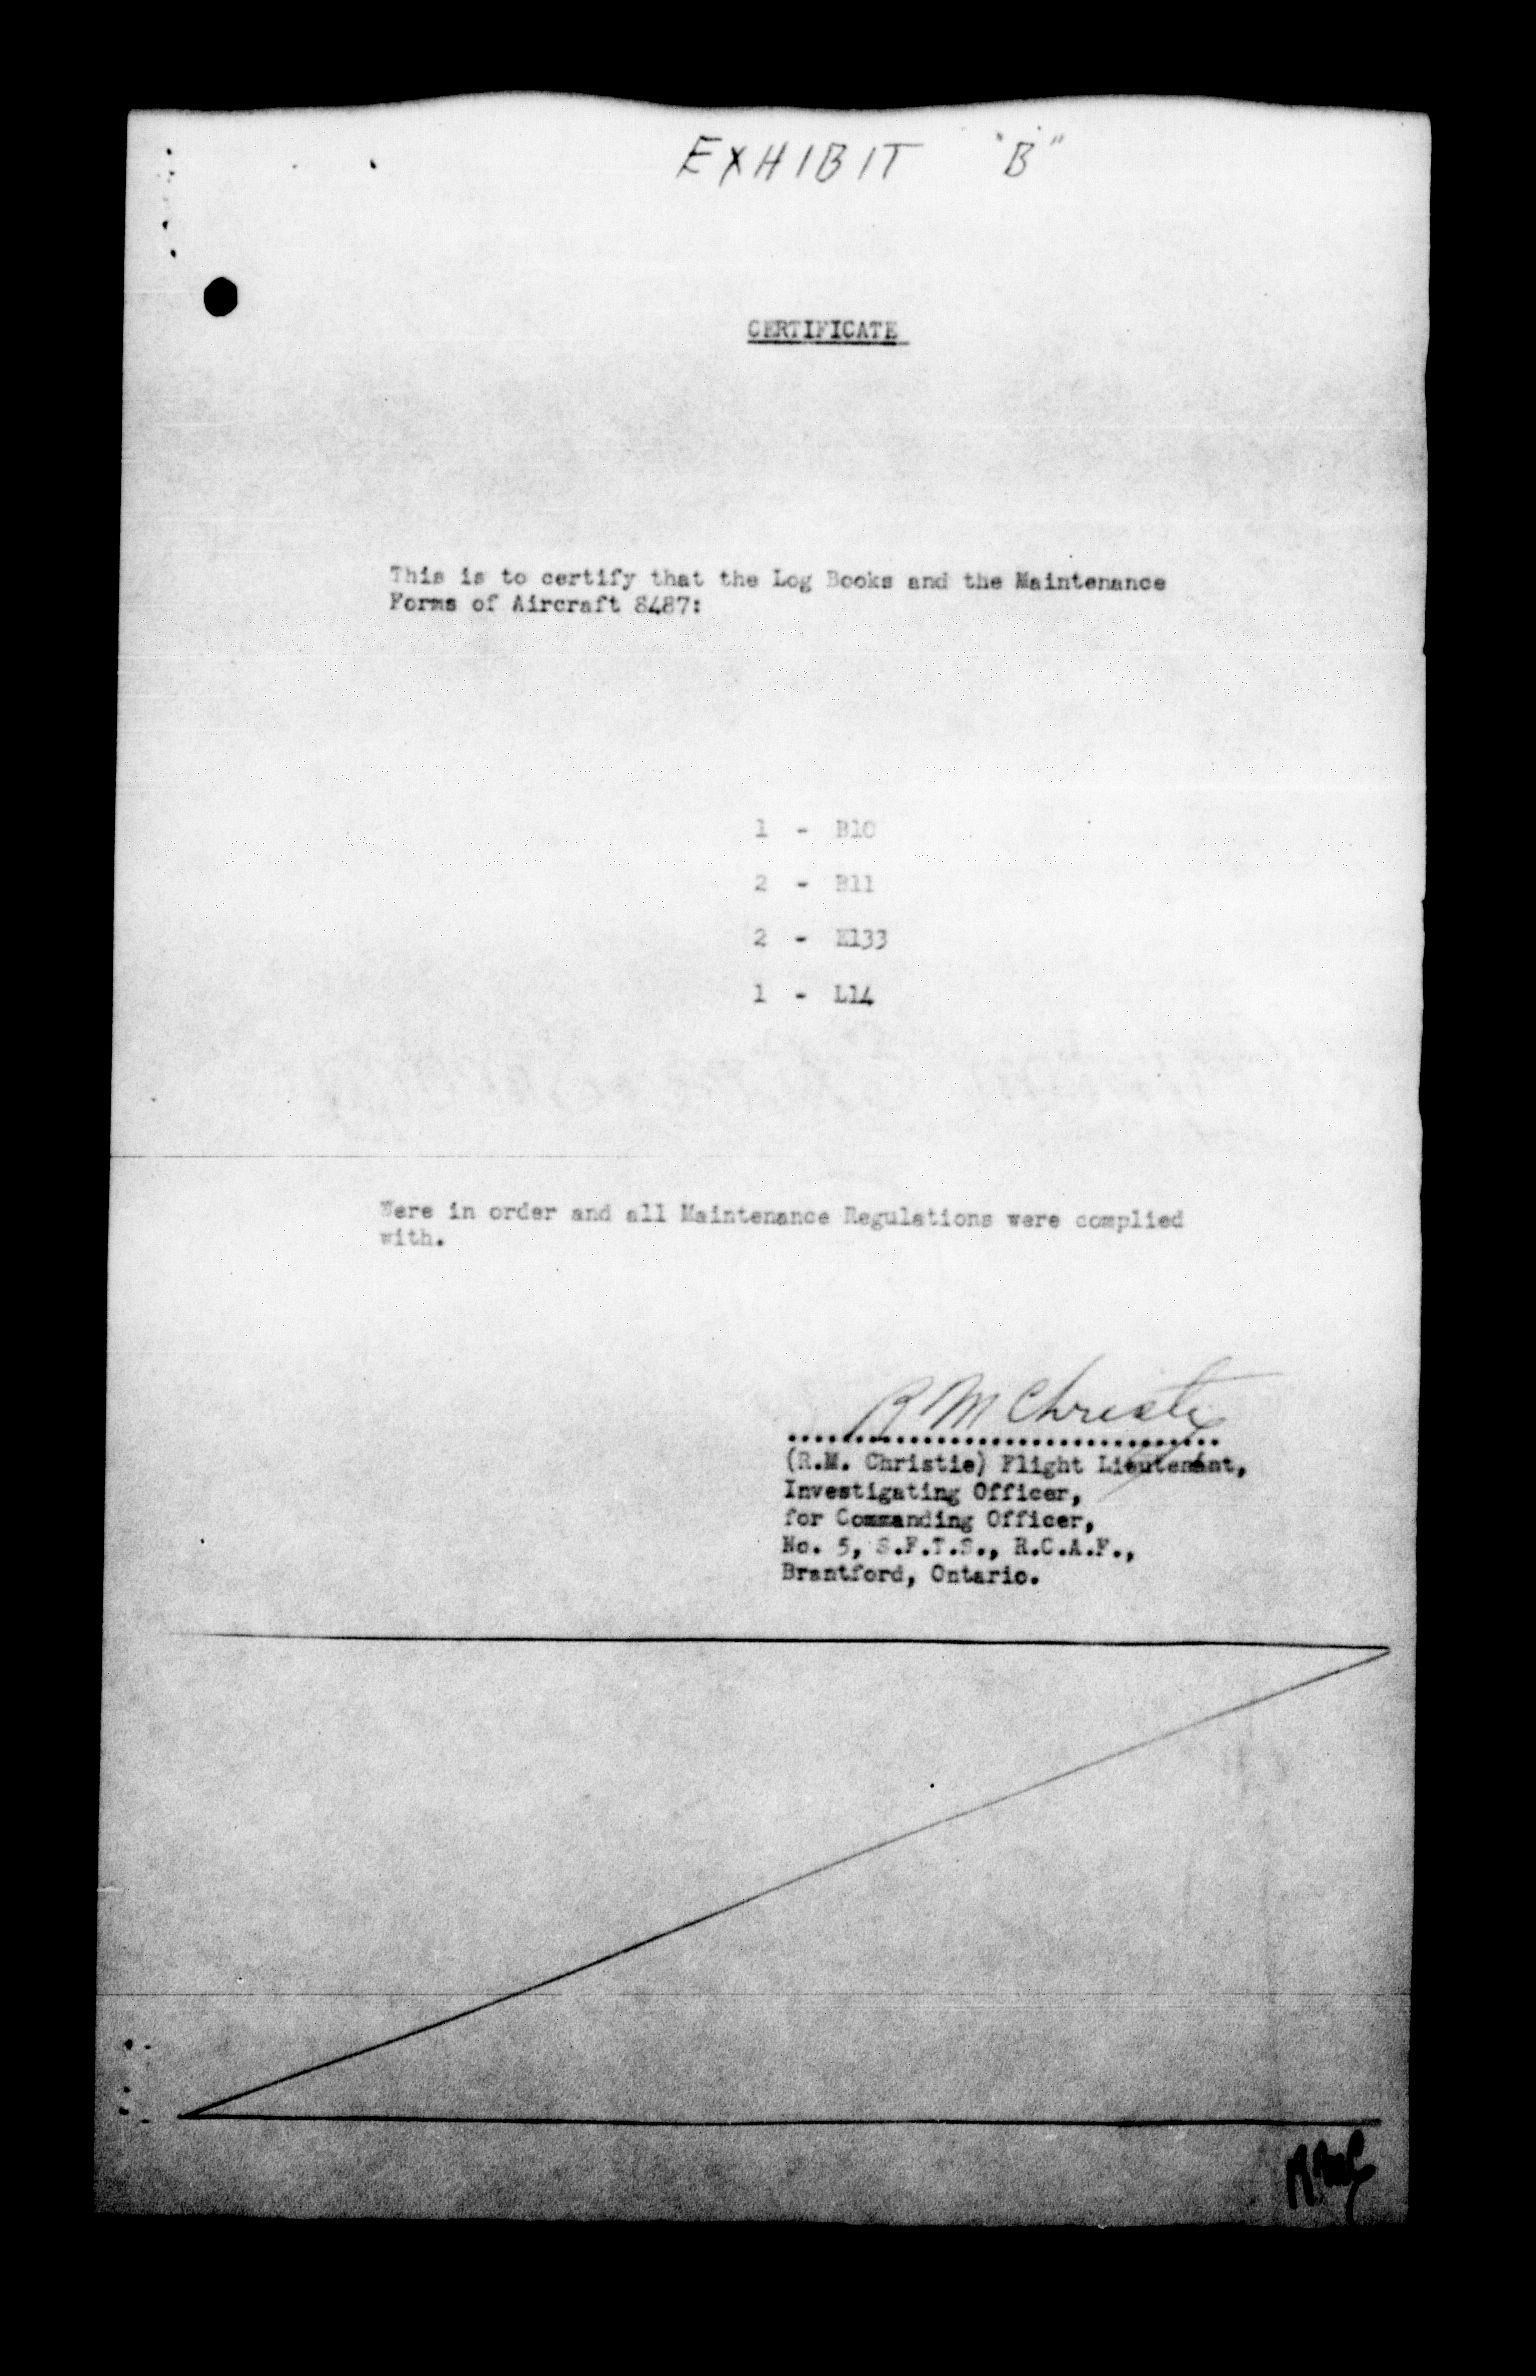 EXHIBIT "B"
CERTIFICATE
This is to certify that the Log Books and the Maintenance
Forms of Aircraft 8487:
1 - B10
2 - B11
2 - E133
1 - L14
Were in order and all Maintenance Regulations were complied
with.
R M Christie
(R.M. Christie) Flight Lieutenant,
Investigating Officer,
for Commanding Officer,
No. 5, S.F.T.S., R.C.A.F.,
Brantford, Ontario.